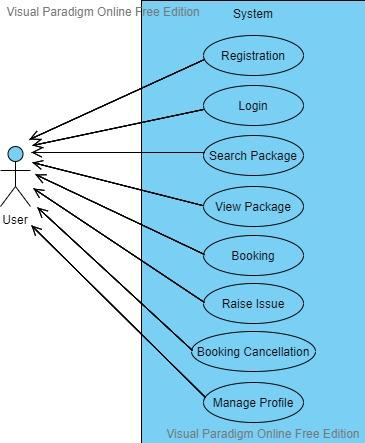 Visual Paradigm Online Free Edition
System
Registration
Login
Search Package
View Package
User
Booking
Raise Issue
Booking Cancellation
Manage Profile
Visual Paradigm Online Free Edition